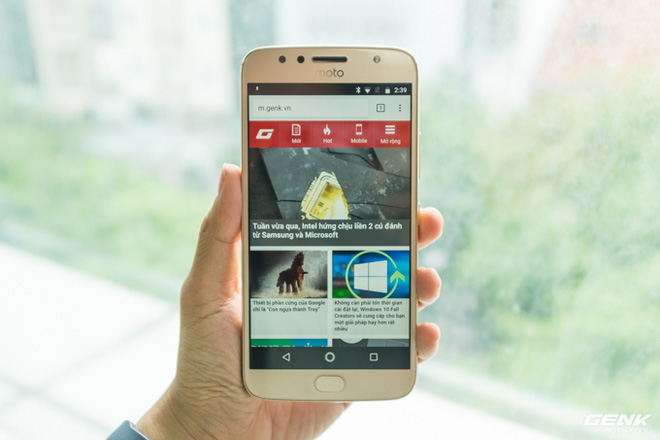 moto
2:39
m.genk.vn
1
G
Mới Hot Mobile Mở rộng
Tuần vừa qua, Intel hứng chịu liền 2 cú đánh
từ Samsung và Microsoft
Thiết bị phần cứng của Google
chỉ là "Con ngựa thành Troy"
Không cần phải tốn thời gian
cài đặt lại, Windows 10 Fall
Creators sẽ cung cấp cho bạn
một giải pháp hay hơn rất
nhiều
GENK